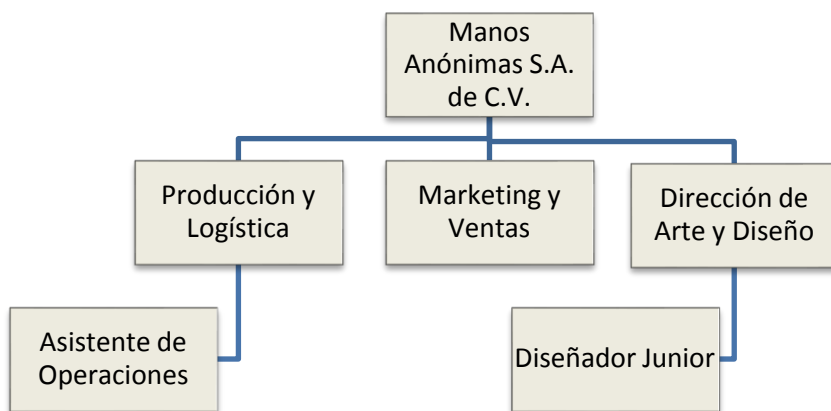 Manos
Anónimas S.A.
de C.V.
Producción y
Logística
Marketing y
Ventas
Dirección de
Arte y Diseño
Asistente de
Operaciones
Diseñador Junior